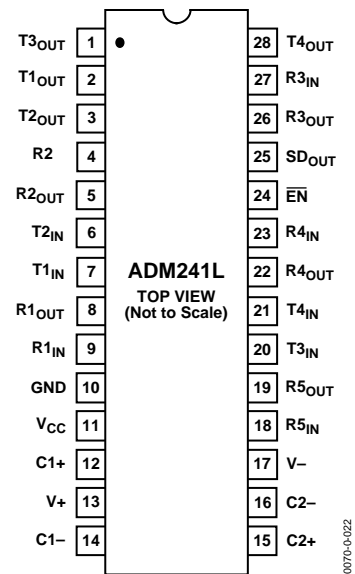 T3OUT 1 28 T4OUT
T1OUT 2 27 R3IN
T2OUT 3 26 R3OUT
R2 4 25 SDOUT
R2OUT 5 24 EN
T2IN 6 23 R4IN
T1IN 7 ADM241L 22 R4OUT
TOP VIEW
R1OUT 8 (Not to Scale) 21 T4IN
R1IN 9 20 T3IN
GND 10 19 R5OUT
VCC 11 18 R5IN
C1+ 12 17 V–
V+ 13 16 C2–
C1– 14 15 C2+
0070-0-022